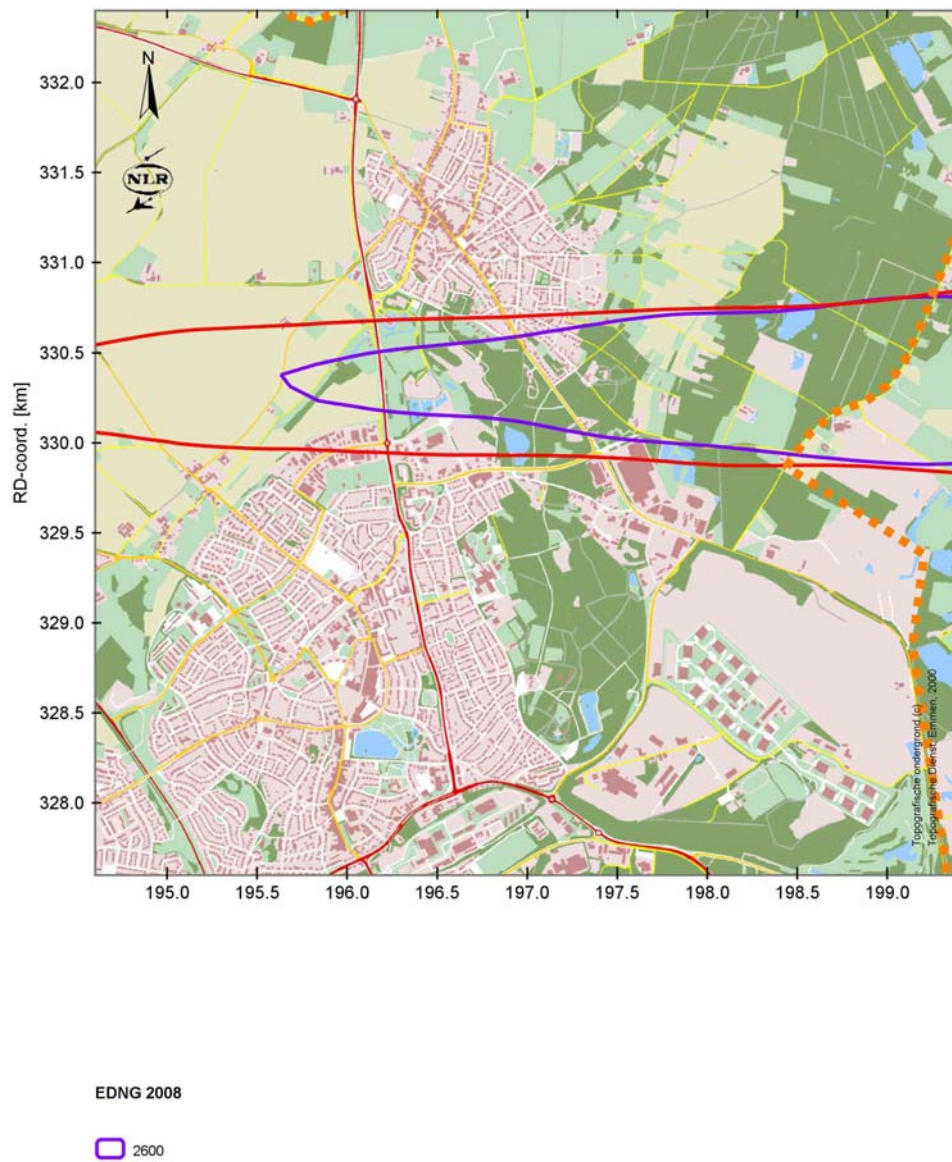 332.0
N
331.5
NLR
331.0
330.5
330.0
RD-coord. [km]
329.5
329.0
328.5
328.0
Topografische ondergrond (c)
Topografische Dienst, Emmen, 2000
195.0 195.5 196.0 196.5 197.0 197.5 198.0 198.5 199.0
EDNG 2008
2600